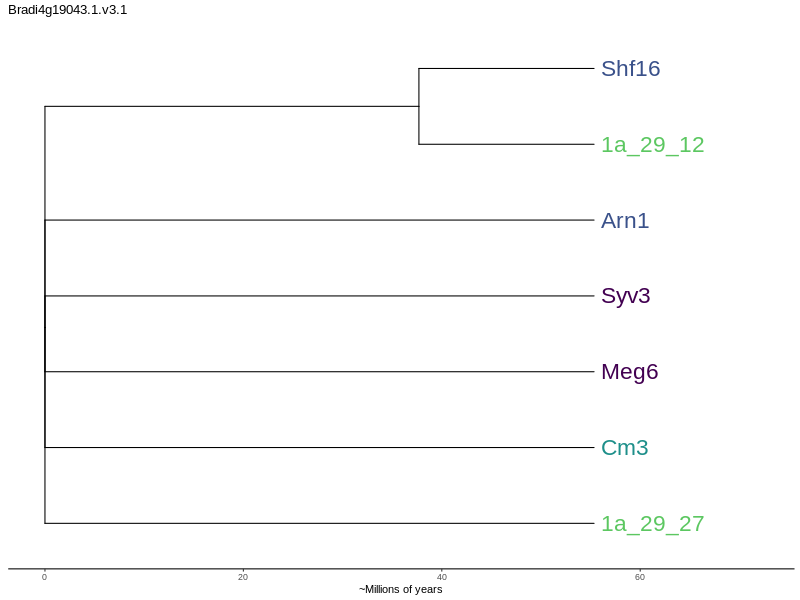 Bradi4g19043.1.v3.1
Shf16
1a_29_12
Arn1
Syv3
Meg6
Cm3
1a_29_27
0 20 40 60
~Millions of years